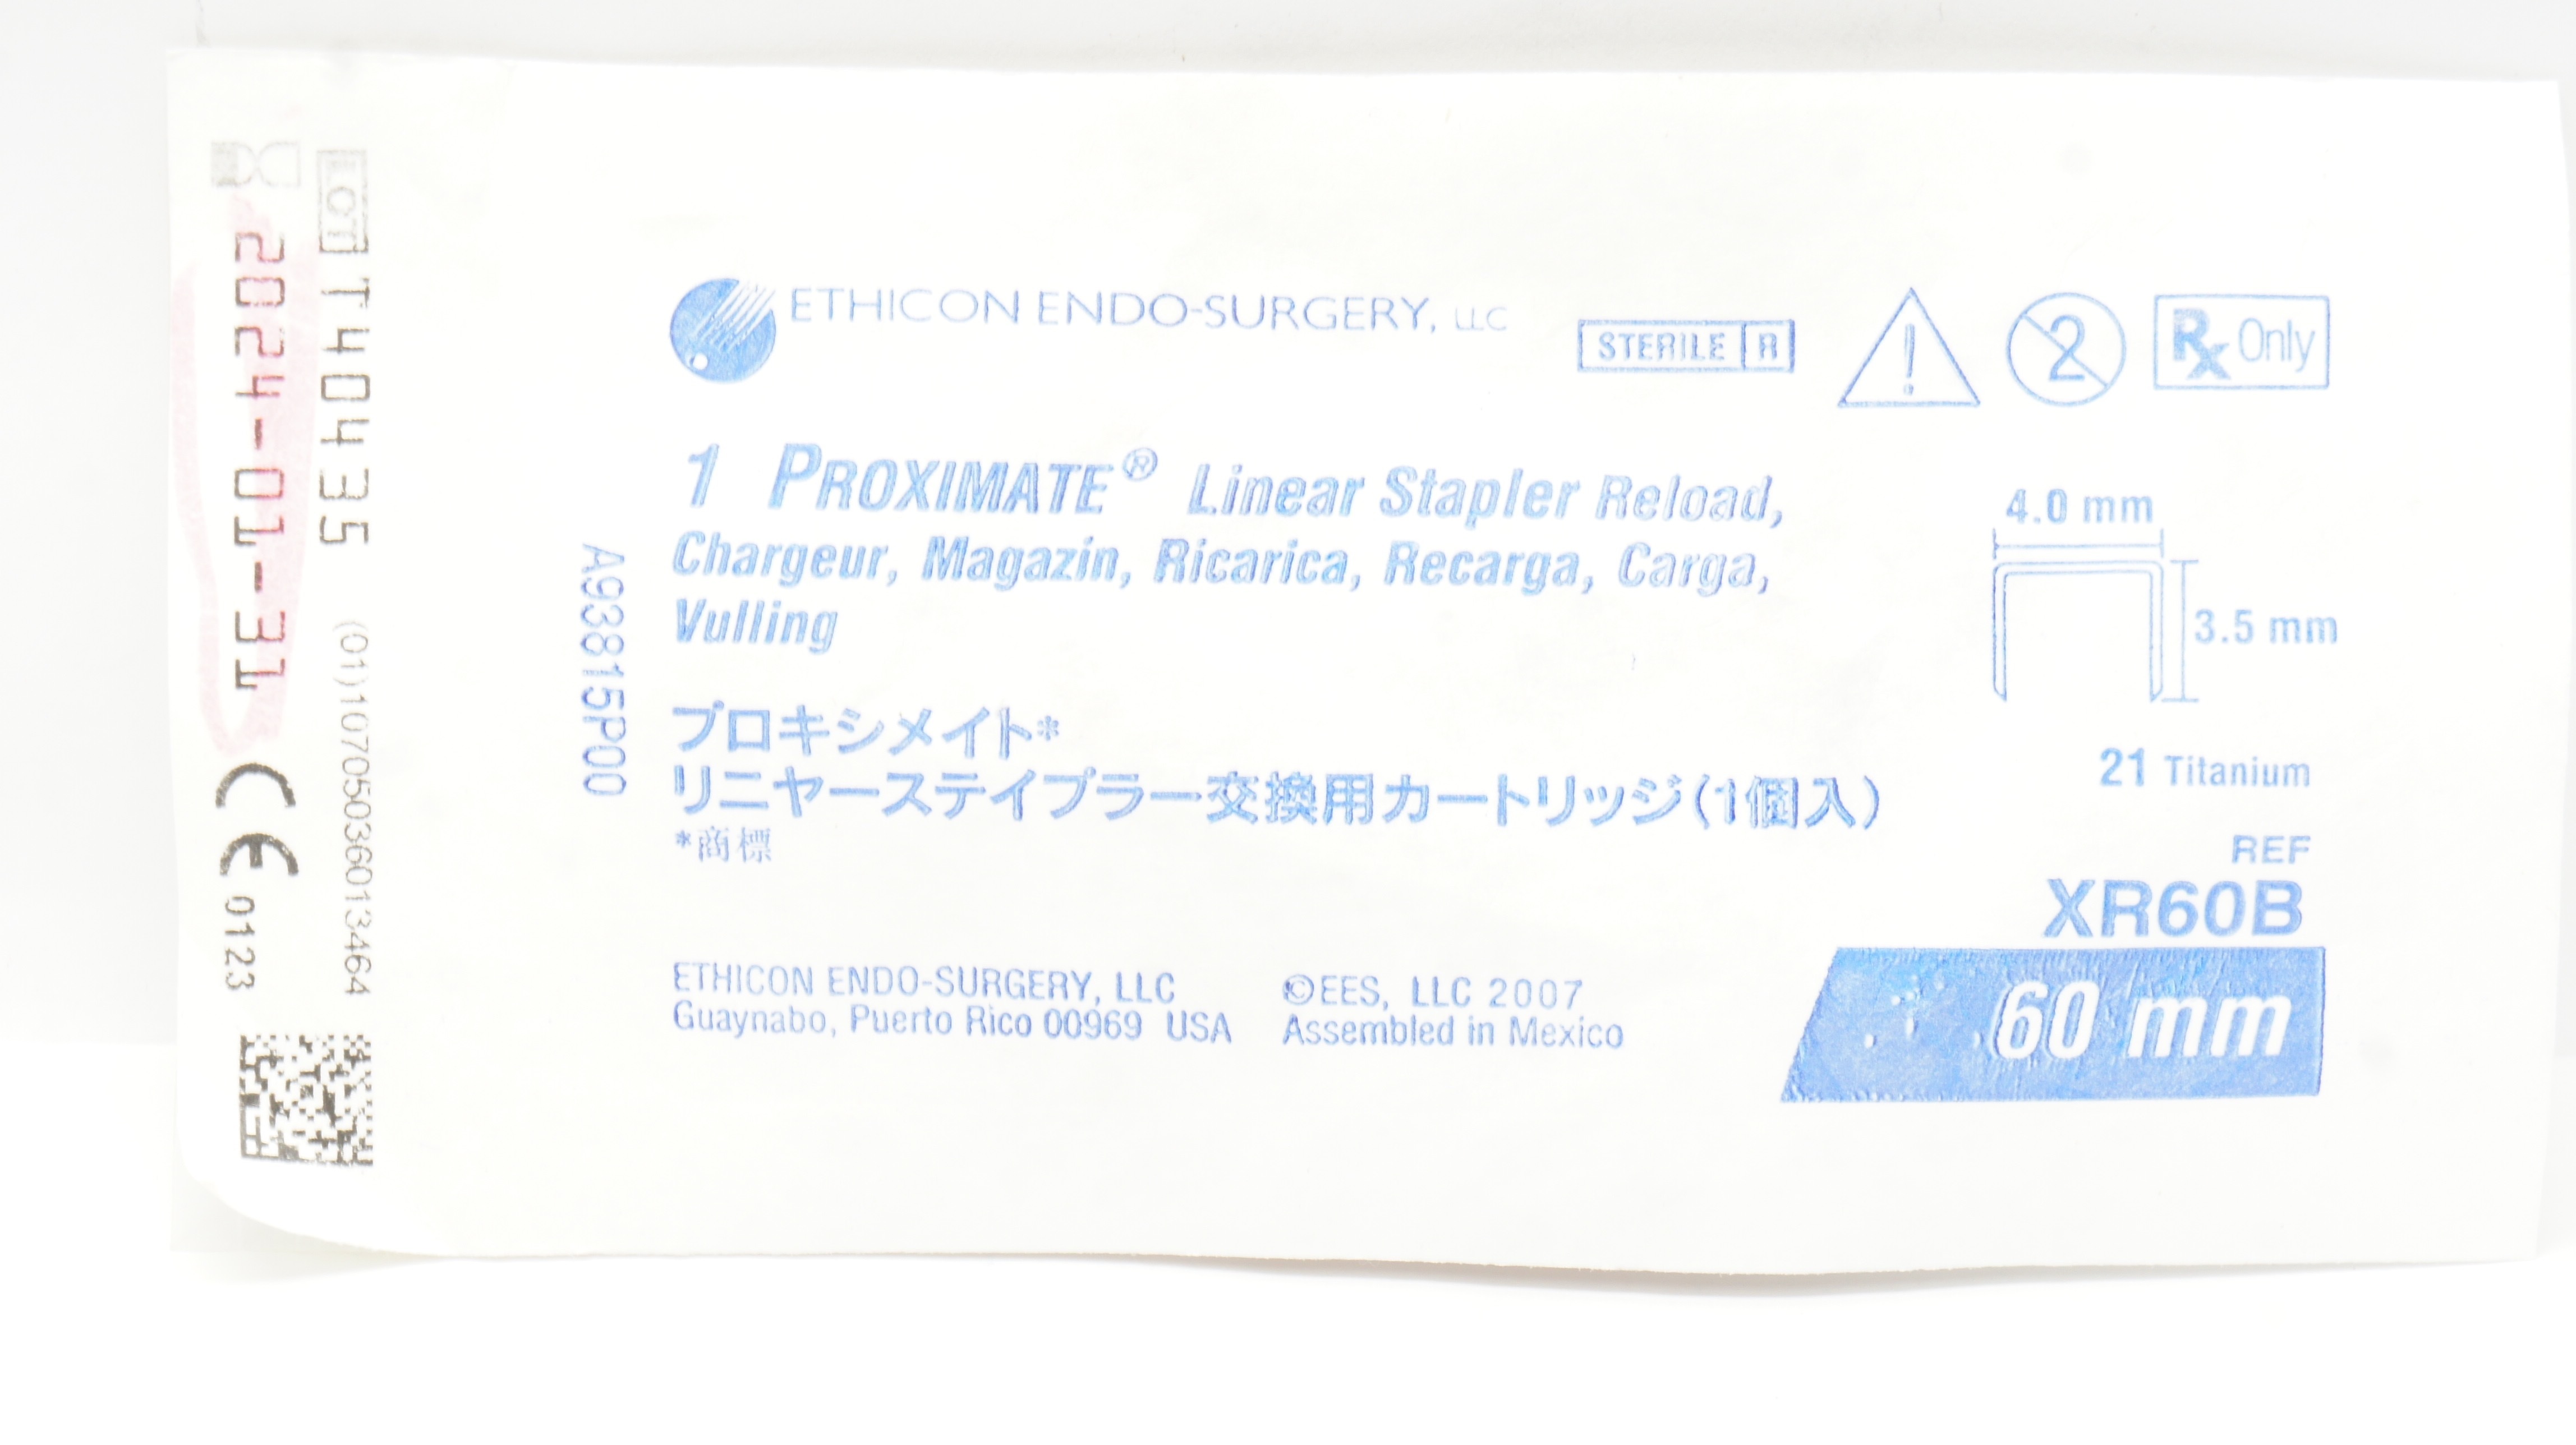 LOT T40435
2024-01-31
(01)10705036013464
0123
A93815P00
ETHICON ENDO-SURGERY, LLC
STERILE R
!
2
Rx Only
1 PROXIMATE® Linear Stapler Reload,
Chargeur, Magazin, Ricarica, Recarga, Carga,
Vulling
プロキシメイト*
リニヤーステイプラー交換用カートリッジ(1個入)
*商標
4.0 mm
3.5 mm
21 Titanium
REF
XR60B
60 mm
ETHICON ENDO-SURGERY, LLC
Guaynabo, Puerto Rico 00969 USA
©EES, LLC 2007
Assembled in Mexico